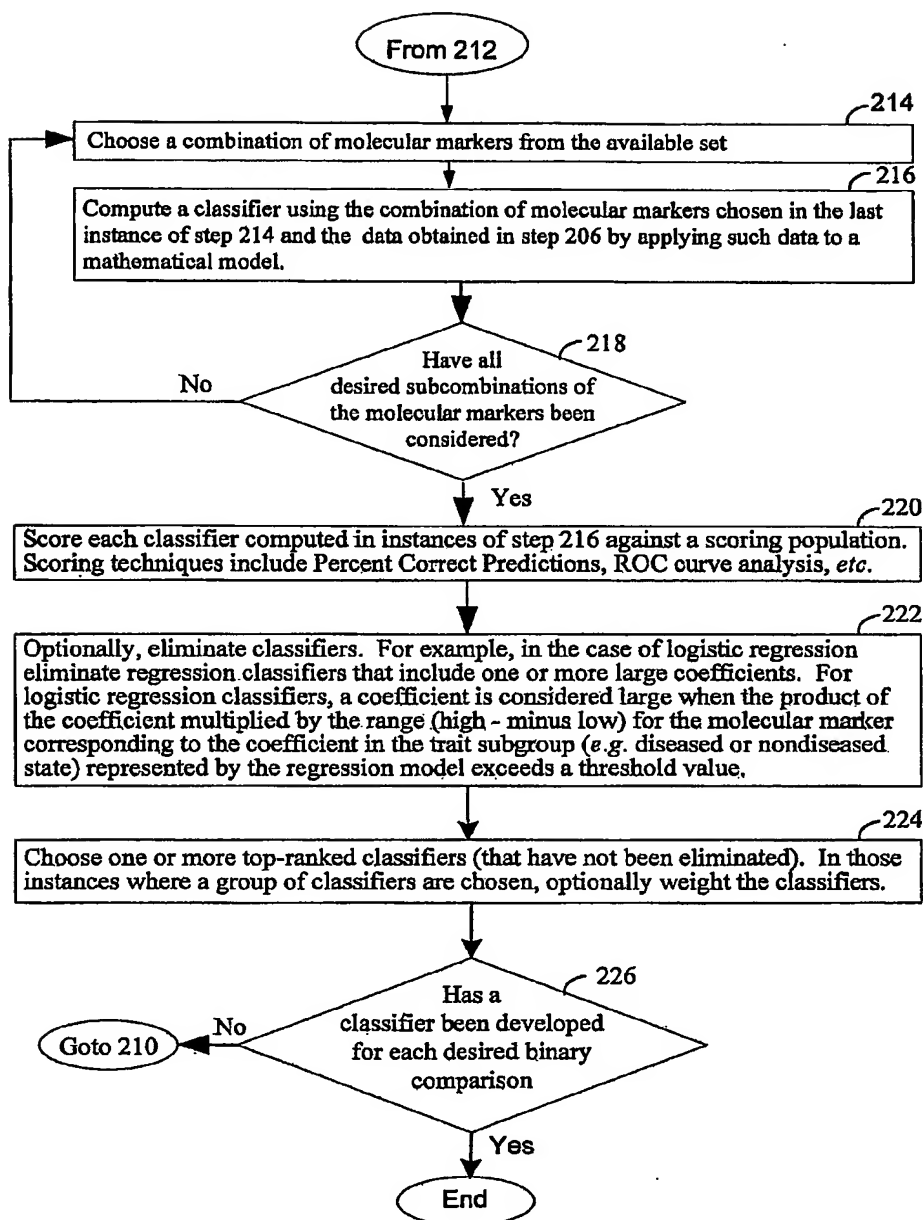 From 212
214
Choose a combination of molecular markers from the available set
216
Compute a classifier using the combination of molecular markers chosen in the last
instance of step 214 and the data obtained in step 206 by applying such data to a
mathematical model.
218
Have all
desired subcombinations of
the molecular markers been
considered?
No
Yes
220
Score each classifier computed in instances of step 216 against a scoring population.
Scoring techniques include Percent Correct Predictions, ROC curve analysis, etc.
222
Optionally, eliminate classifiers. For example, in the case of logistic regression
eliminate regression classifiers that include one or more large coefficients. For
logistic regression classifiers, a coefficient is considered large when the product of
the coefficient multiplied by the range (high - minus low) for the molecular marker
corresponding to the coefficient in the trait subgroup (e.g. diseased or nondiseased
state) represented by the regression model exceeds a threshold value.
224
Choose one or more top-ranked classifiers (that have not been eliminated). In those
instances where a group of classifiers are chosen, optionally weight the classifiers.
226
Has a
classifier been developed
for each desired binary
comparison
No
Goto 210
Yes
End